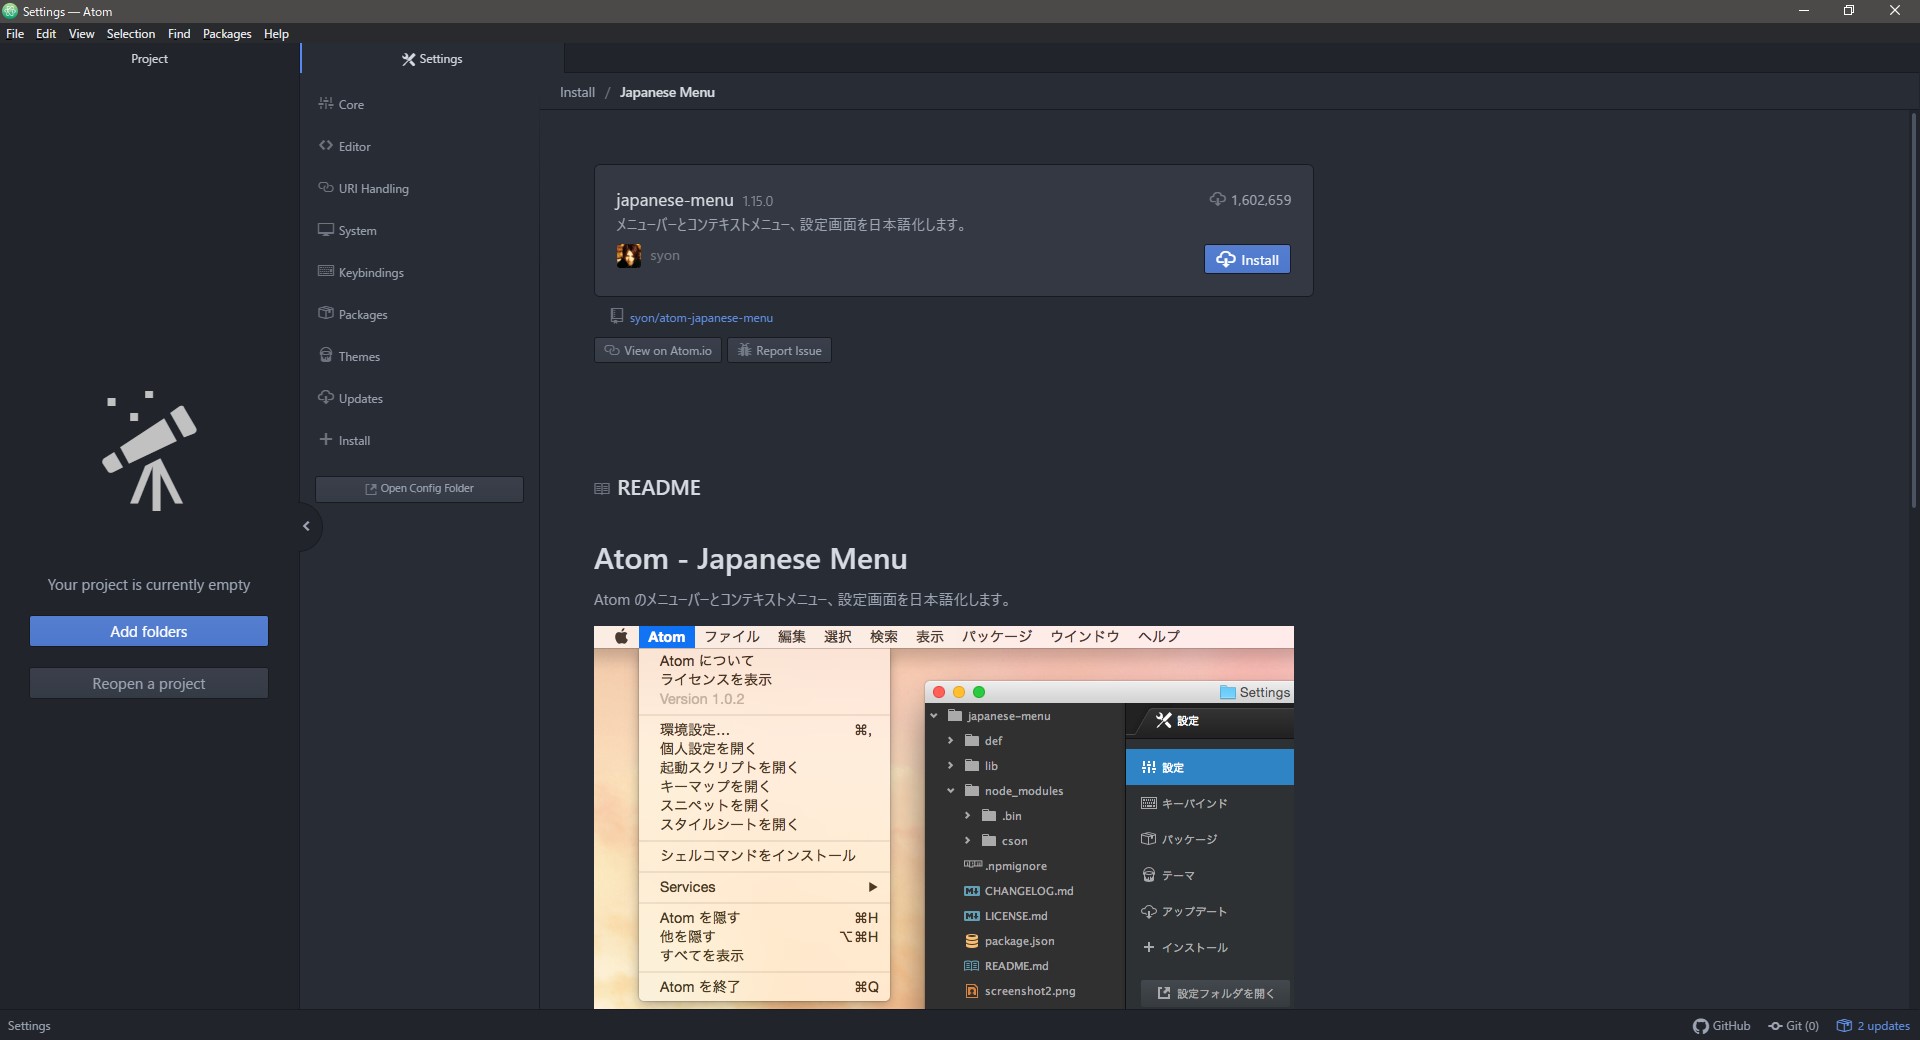 Settings — Atom
File Edit View Selection Find Packages Help
Project
Settings
Install / Japanese Menu
Core
Editor
URI Handling
System
Keybindings
Packages
Themes
Updates
Install
Open Config Folder
Your project is currently empty
Add folders
Reopen a project
japanese-menu 1.15.0
1,602,659
メニューバーとコンテキストメニュー、設定画面を日本語化します。
syon
Install
syon/atom-japanese-menu
View on Atom.io
Report Issue
README
Atom - Japanese Menu
Atom のメニューバーとコンテキストメニュー、設定画面を日本語化します。
Atom ファイル 編集 選択 検索 表示 パッケージ ウインドウ ヘルプ
Atom について
ライセンスを表示
Version 1.0.2
環境設定... ⌘,
個人設定を開く
起動スクリプトを開く
キーマップを開く
スニペットを開く
スタイルシートを開く
シェルコマンドをインストール
Services ▶
Atom を隠す ⌘H
他を隠す ⌥⌘H
すべてを表示
Atom を終了 ⌘Q
Settings
japanese-menu
def
lib
node_modules
.bin
cson
.npmignore
CHANGELOG.md
LICENSE.md
package.json
README.md
screenshot2.png
設定
設定
キーバインド
パッケージ
テーマ
アップデート
インストール
設定フォルダを開く
Settings
GitHub
Git (0)
2 updates